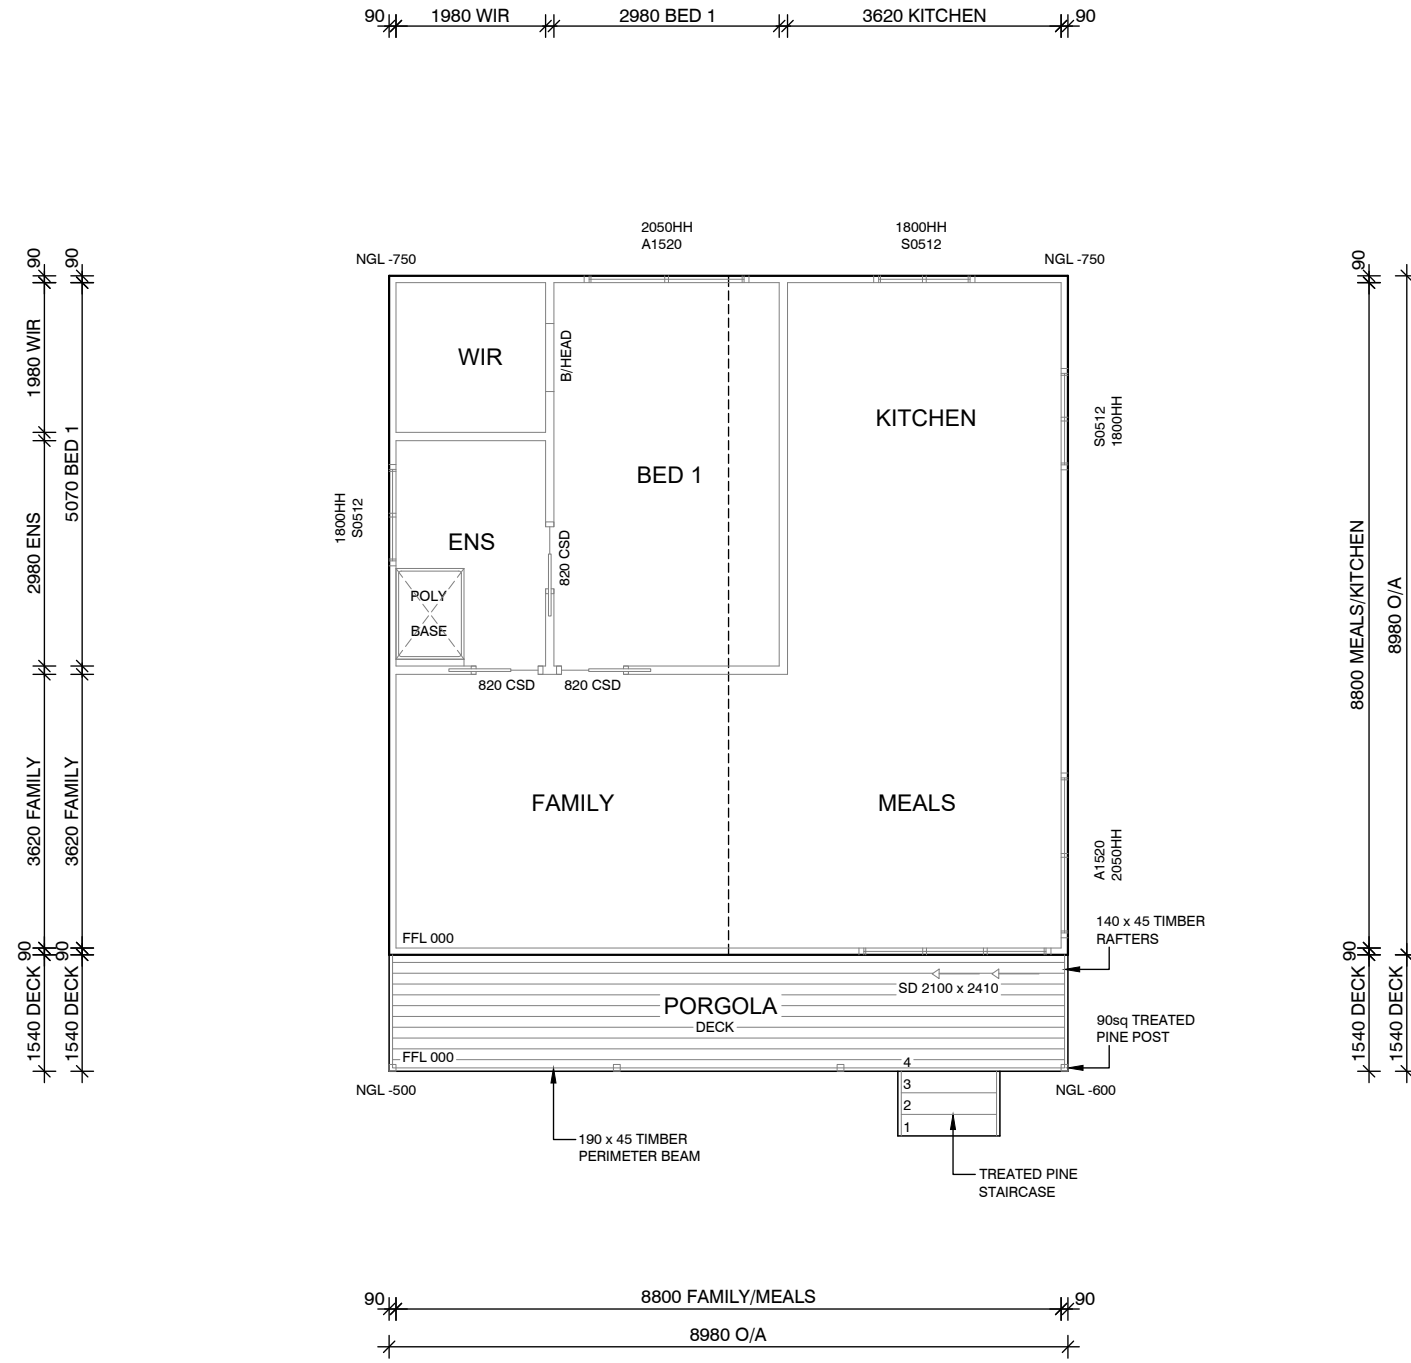 90 1980 WIR 2980 BED 1 3620 KITCHEN 90
2050HH
A1520
1800HH
S0512
NGL -750
NGL -750
90
1980 WIR
2980 ENS
3620 FAMILY
90
1540 DECK
90
5070 BED 1
3620 FAMILY
90
1540 DECK
WIR
B/HEAD
BED 1
KITCHEN
S0512
1800HH
1800HH
S0512
ENS
820 CSD
POLY
BASE
820 CSD
820 CSD
FAMILY
MEALS
A1520
2050HH
FFL 000
140 x 45 TIMBER
RAFTERS
SD 2100 x 2410
PORGOLA
DECK
FFL 000
90sq TREATED
PINE POST
4
3
2
1
NGL -500
NGL -600
190 x 45 TIMBER
PERIMETER BEAM
TREATED PINE
STAIRCASE
90
8800 MEALS/KITCHEN
90
1540 DECK
8980 O/A
1540 DECK
90 8800 FAMILY/MEALS 90
8980 O/A